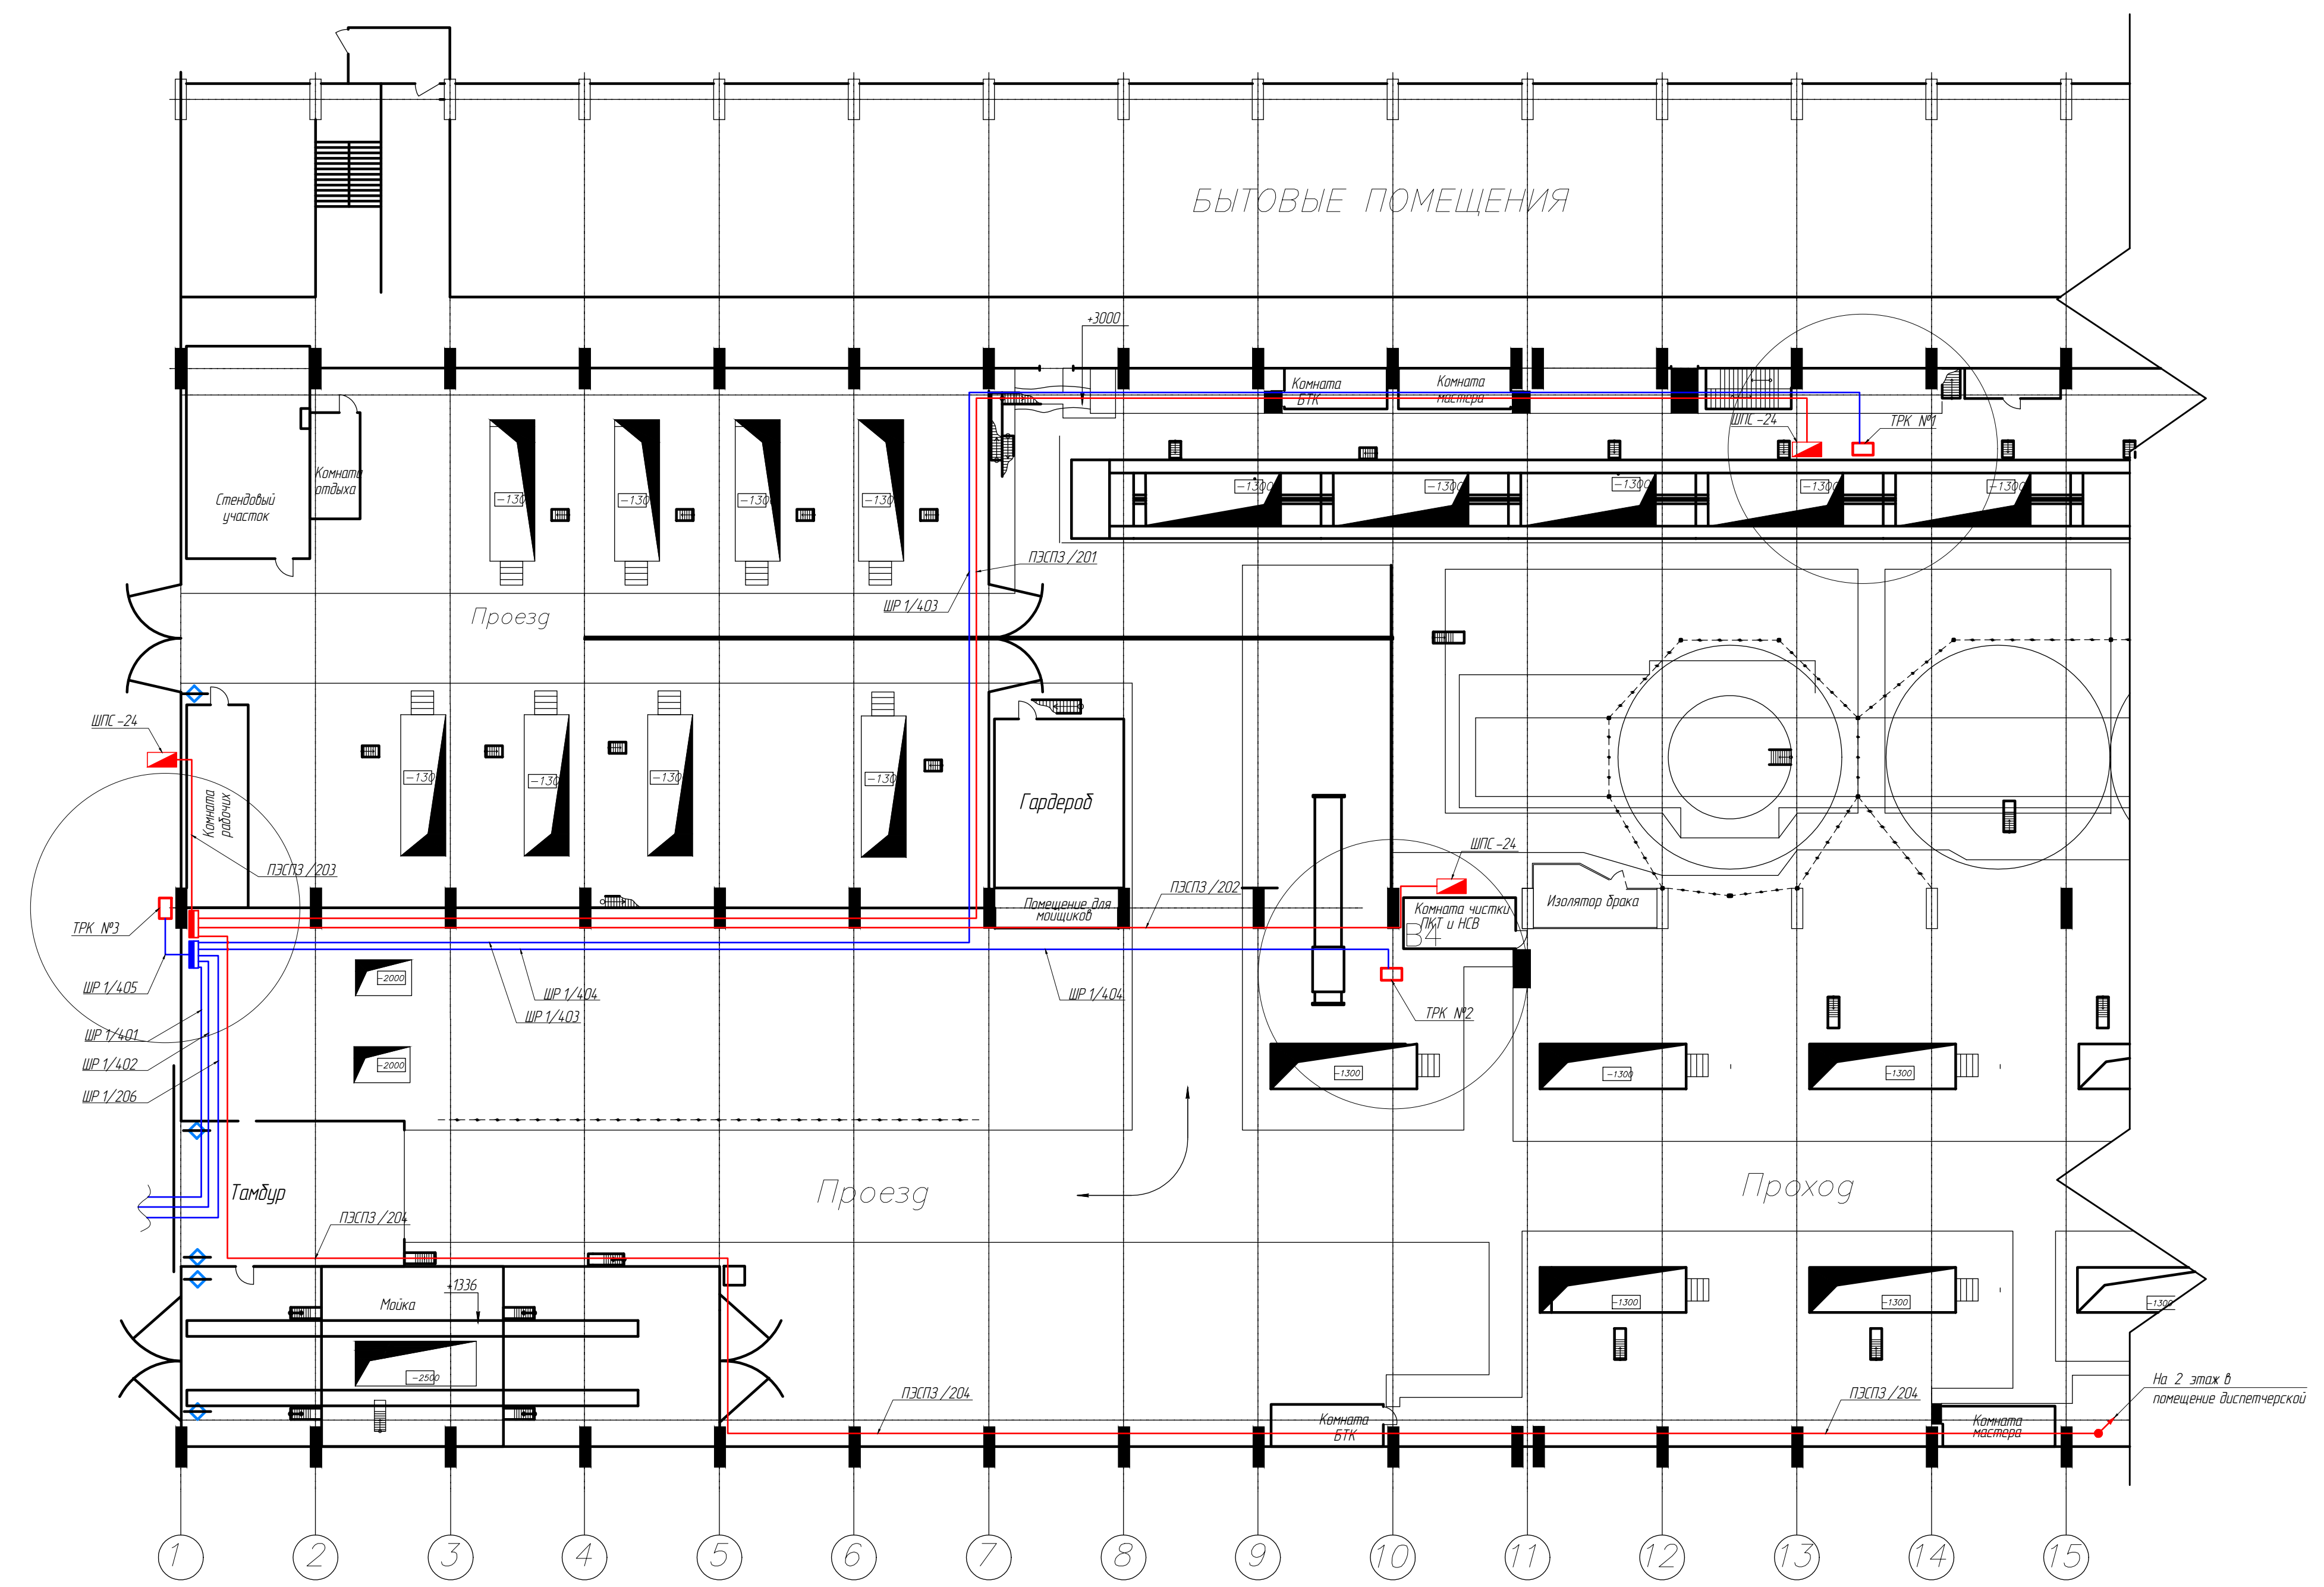 БЫТОВЫЕ ПОМЕЩЕНИЯ
+3000
Комната
БТК
Комната
мастера
ШПС-24
ТРК №1
Стендовый
участок
Комната
отдыха
-130
-130
-130
-130
-1300
-1300
-1300
-1300
-1300
ПЭСПЗ /201
ШР 1/403
Проезд
ШПС-24
-130
-130
-130
-130
Комната
рабочих
Гардероб
ПЭСПЗ /203
ШПС-24
ПЭСПЗ /202
Помещение для
мойщиков
Комната чистки
ПКТ и НСВ
В4
Изолятор брака
ТРК №3
ШР 1/405
-2000
ШР 1/404
ШР 1/403
ШР 1/404
ТРК №2
ШР 1/401
ШР 1/402
ШР 1/206
-2000
-1300
-1300
-1300
Тамбур
Проезд
Проход
ПЭСПЗ /204
+1336
Мойка
-2500
-1300
-1300
-1300
ПЭСПЗ /204
ПЭСПЗ /204
На 2 этаж в
помещение диспетчерской
Комната
БТК
Комната
мастера
1 2 3 4 5 6 7 8 9 10 11 12 13 14 15